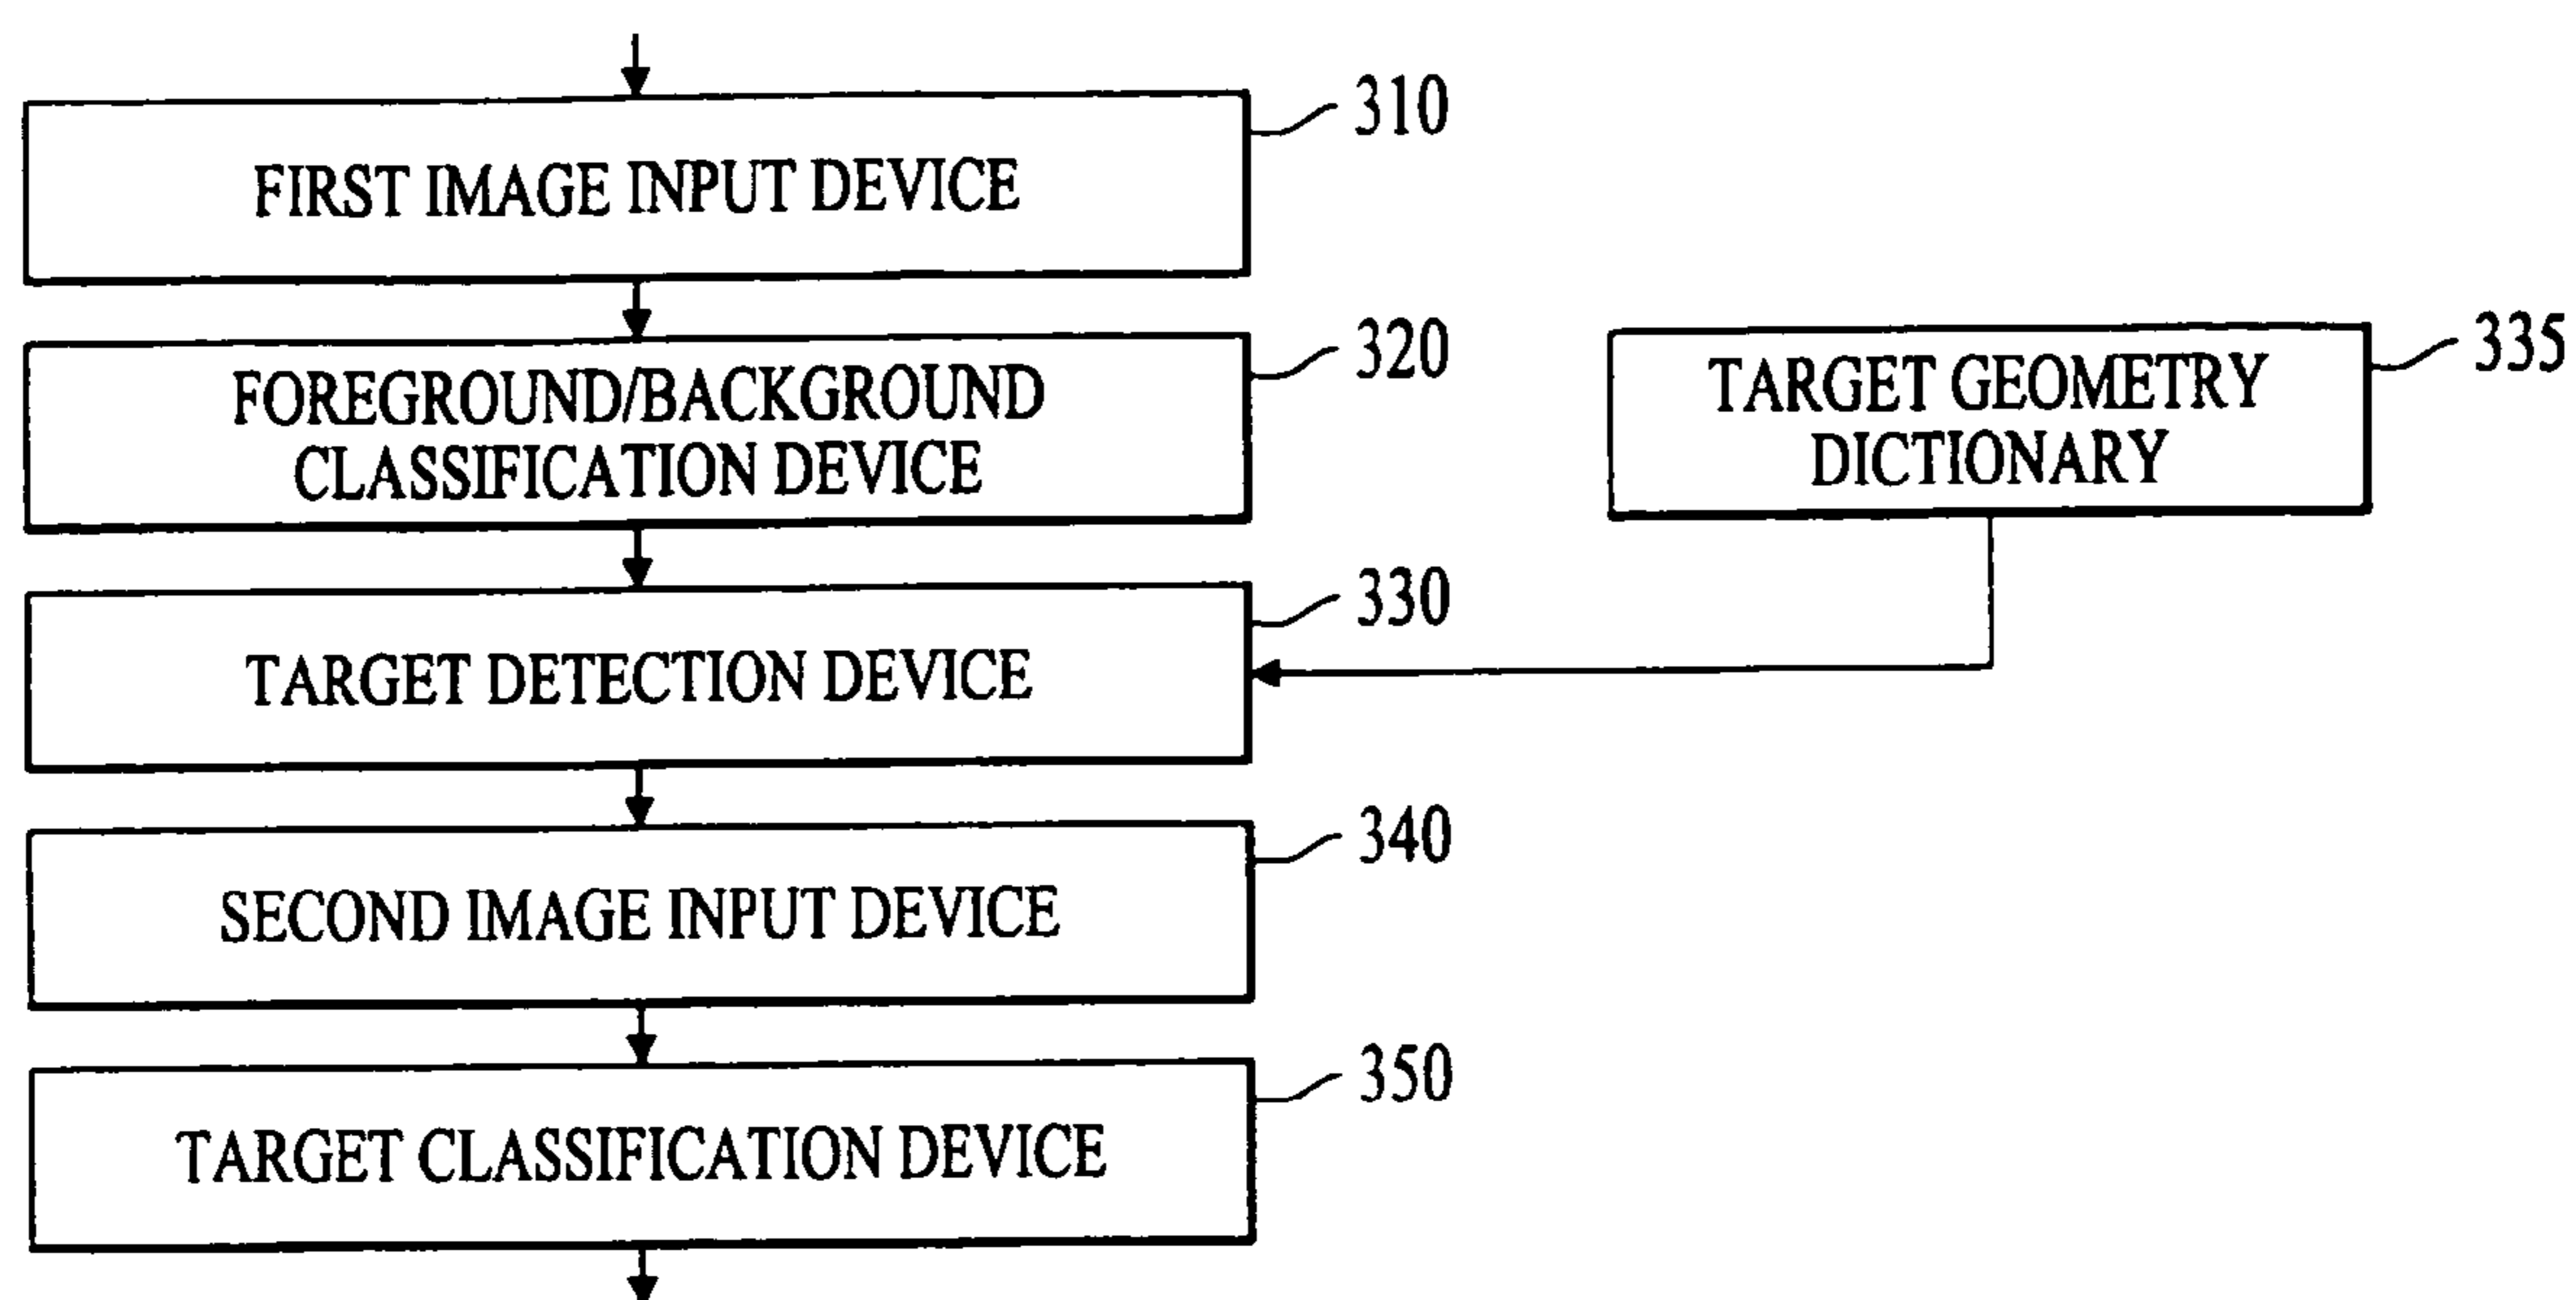 310
FIRST IMAGE INPUT DEVICE
320
FOREGROUND/BACKGROUND
CLASSIFICATION DEVICE
335
TARGET GEOMETRY
DICTIONARY
330
TARGET DETECTION DEVICE
340
SECOND IMAGE INPUT DEVICE
350
TARGET CLASSIFICATION DEVICE